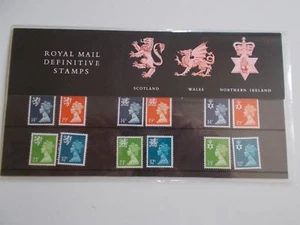 ROYAL MAIL
DEFINITIVE
STAMPS
SCOTLAND WALES NORTHERN IRELAND